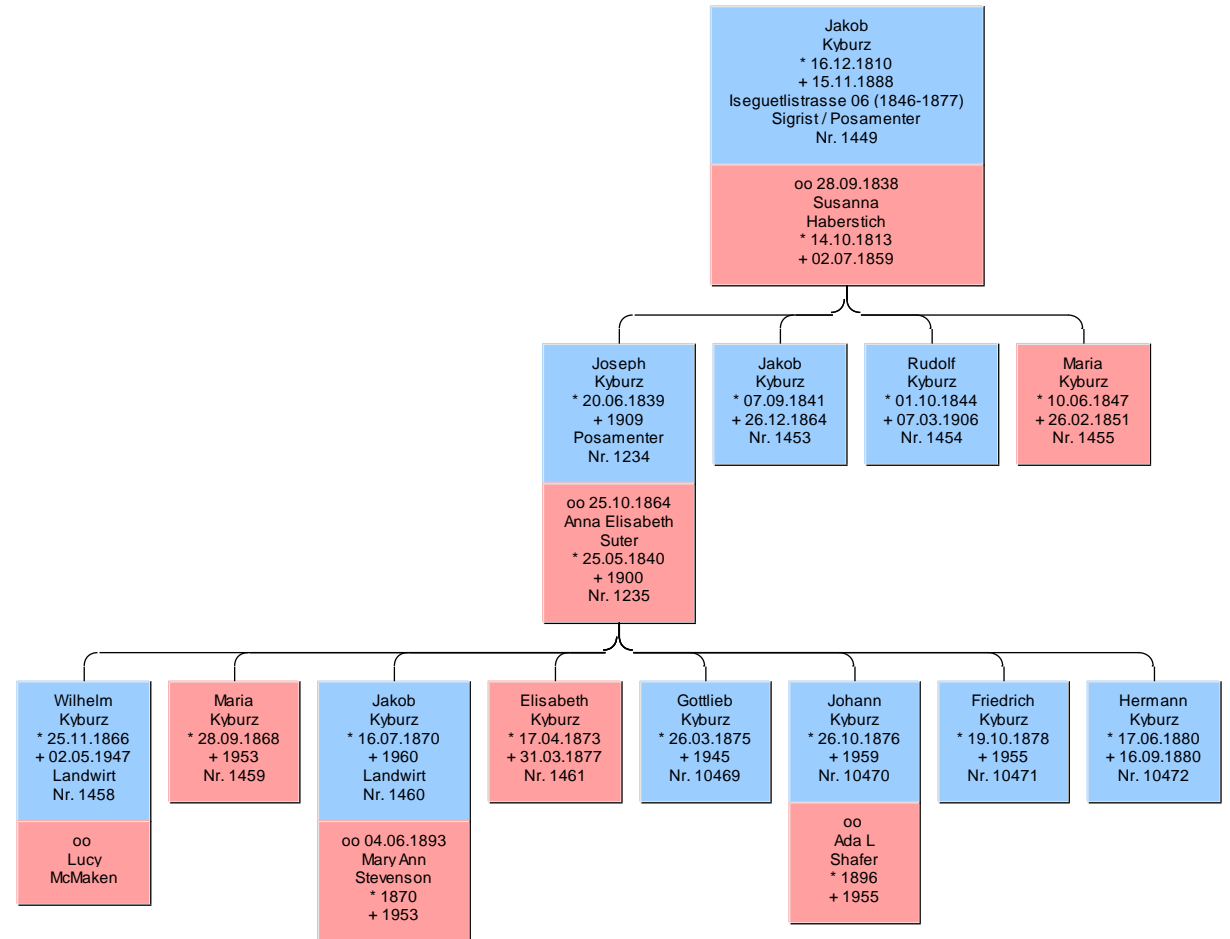 Jakob
Kyburz
* 16.12.1810
+ 15.11.1888
Iseguetlistrasse 06 (1846-1877)
Sigrist / Posamenter
Nr. 1449
oo 28.09.1838
Susanna
Haberstich
* 14.10.1813
+ 02.07.1859
Joseph
Kyburz
* 20.06.1839
+ 1909
Posamenter
Nr. 1234
oo 25.10.1864
Anna Elisabeth
Suter
* 25.05.1840
+ 1900
Nr. 1235
Jakob
Kyburz
* 07.09.1841
+ 26.12.1864
Nr. 1453
Rudolf
Kyburz
* 01.10.1844
+ 07.03.1906
Nr. 1454
Maria
Kyburz
* 10.06.1847
+ 26.02.1851
Nr. 1455
Wilhelm
Kyburz
* 25.11.1866
+ 02.05.1947
Landwirt
Nr. 1458
oo
Lucy
McMaken
Maria
Kyburz
* 28.09.1868
+ 1953
Nr. 1459
Jakob
Kyburz
* 16.07.1870
+ 1960
Landwirt
Nr. 1460
oo 04.06.1893
Mary Ann
Stevenson
* 1870
+ 1953
Elisabeth
Kyburz
* 17.04.1873
+ 31.03.1877
Nr. 1461
Gottlieb
Kyburz
* 26.03.1875
+ 1945
Nr. 10469
Johann
Kyburz
* 26.10.1876
+ 1959
Nr. 10470
oo
Ada L
Shafer
* 1896
+ 1955
Friedrich
Kyburz
* 19.10.1878
+ 1955
Nr. 10471
Hermann
Kyburz
* 17.06.1880
+ 16.09.1880
Nr. 10472